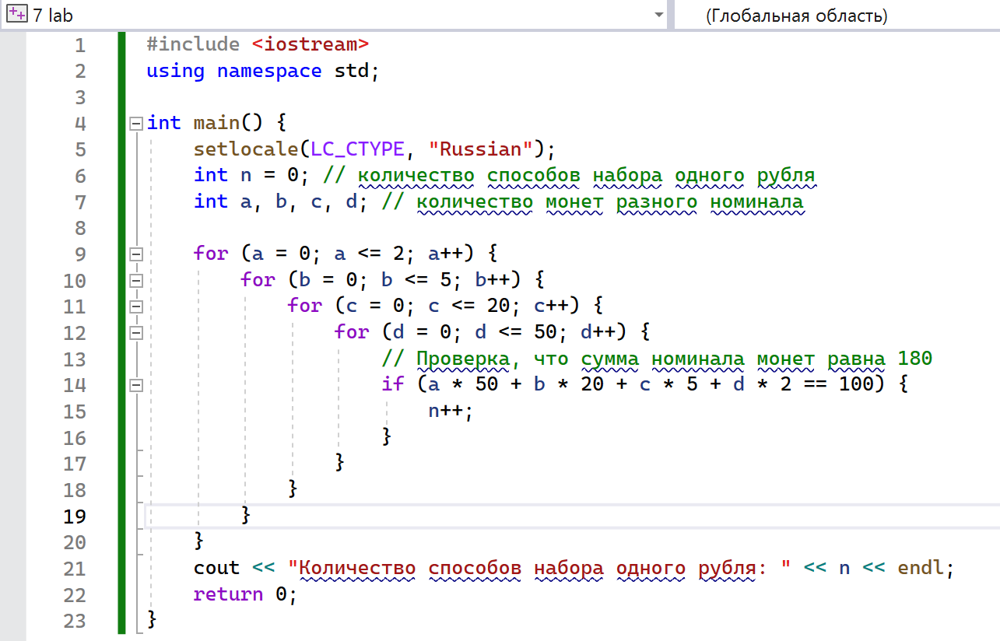 7 lab (Глобальная область)
1 #include <iostream>
2 using namespace std;
3
4 int main() {
5 setlocale(LC_CTYPE, "Russian");
6 int n = 0; // количество способов набора одного рубля
7 int a, b, c, d; // количество монет разного номинала
8
9 for (a = 0; a <= 2; a++) {
10 for (b = 0; b <= 5; b++) {
11 for (c = 0; c <= 20; c++) {
12 for (d = 0; d <= 50; d++) {
13 // Проверка, что сумма номинала монет равна 180
14 if (a * 50 + b * 20 + c * 5 + d * 2 == 100) {
15 n++;
16 }
17 }
18 }
19 }
20 }
21 cout << "Количество способов набора одного рубля: " << n << endl;
22 return 0;
23 }